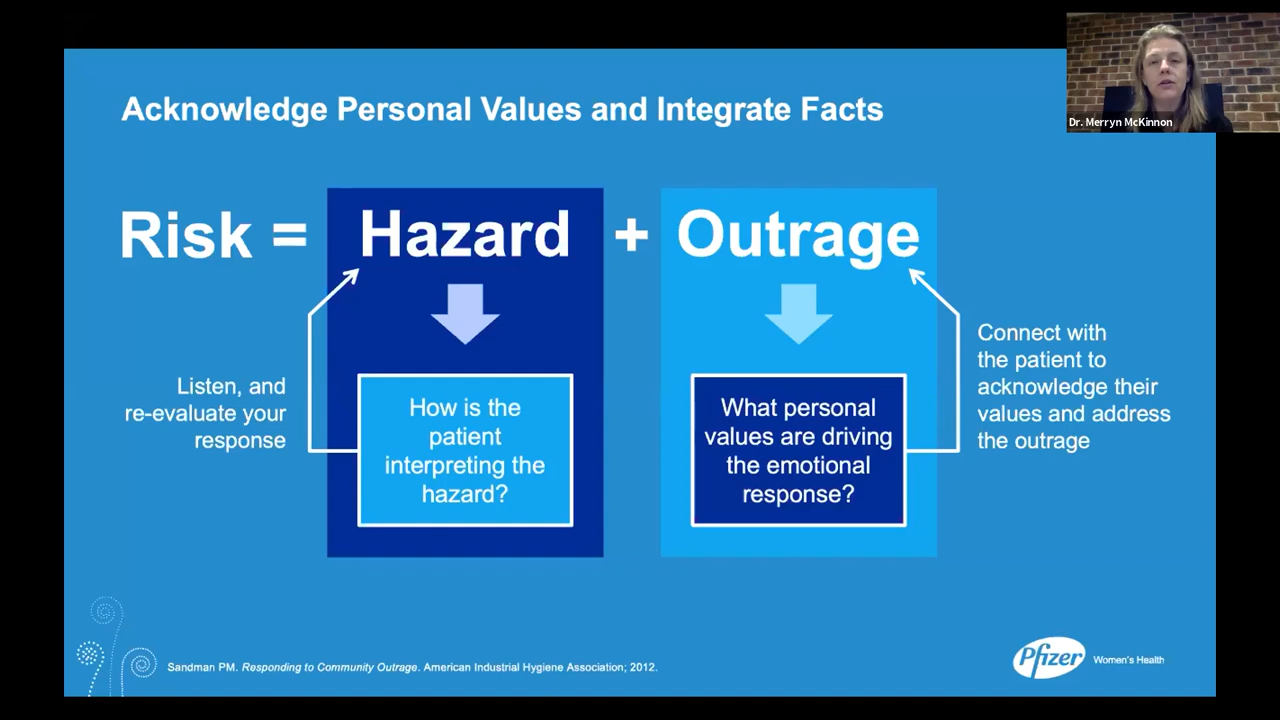 Dr. Merryn McKinnon
Acknowledge Personal Values and Integrate Facts
Risk = Hazard + Outrage
Listen, and
re-evaluate your
response
How is the
patient
interpreting the
hazard?
What personal
values are driving
the emotional
response?
Connect with
the patient to
acknowledge their
values and address
the outrage
Sandman PM. Responding to Community Outrage. American Industrial Hygiene Association; 2012.
Pfizer Women's Health